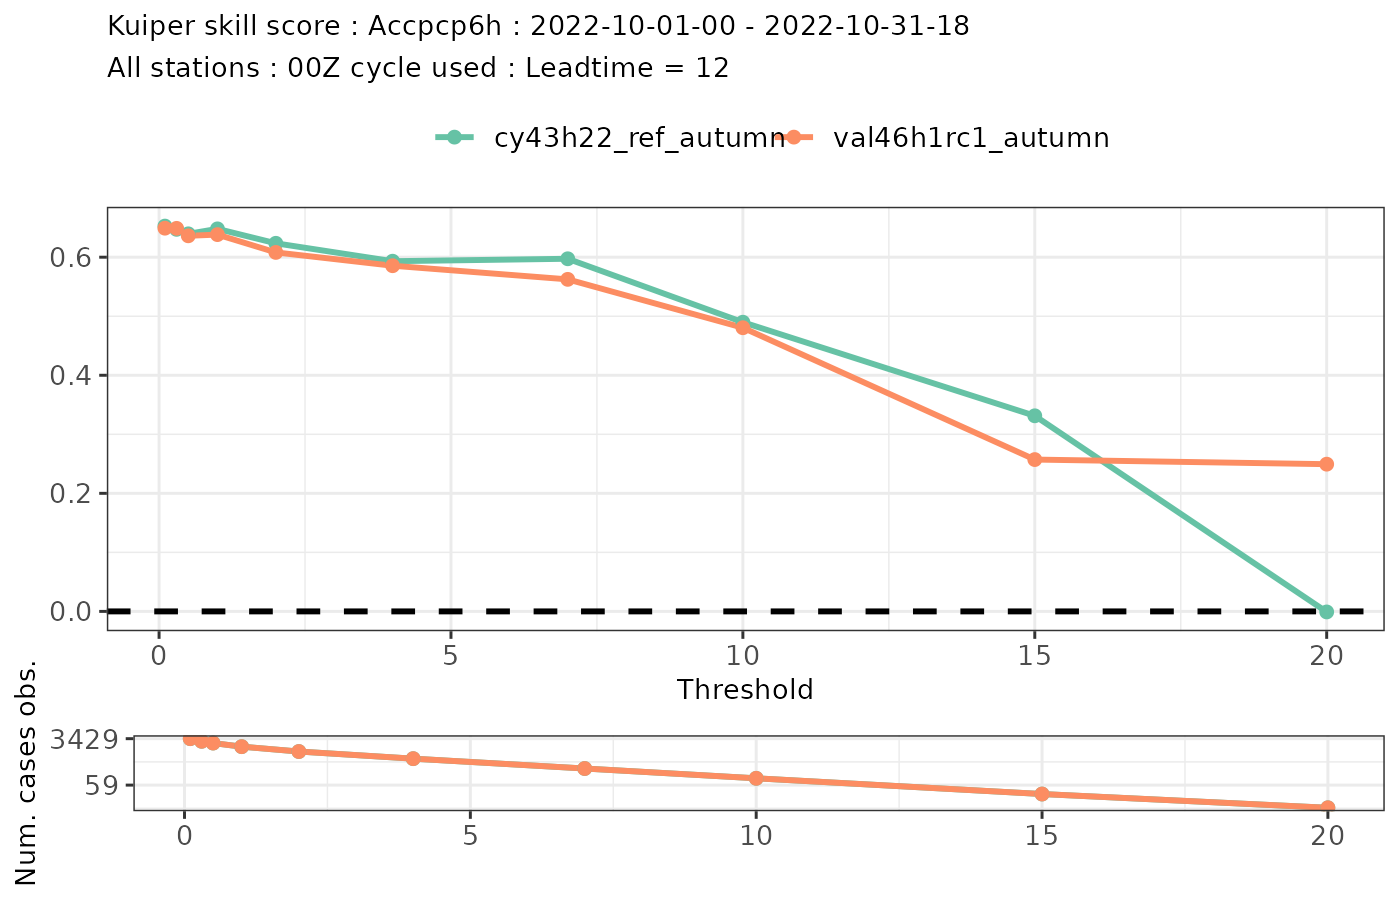 Kuiper skill score : Accpcp6h : 2022-10-01-00 - 2022-10-31-18
All stations : 00Z cycle used : Leadtime = 12
cy43h22_ref_autumn val46h1rc1_autumn
0.6
0.4
0.2
0.0
0 5 10 15 20
Threshold
Num. cases obs.
3429
59
0 5 10 15 20